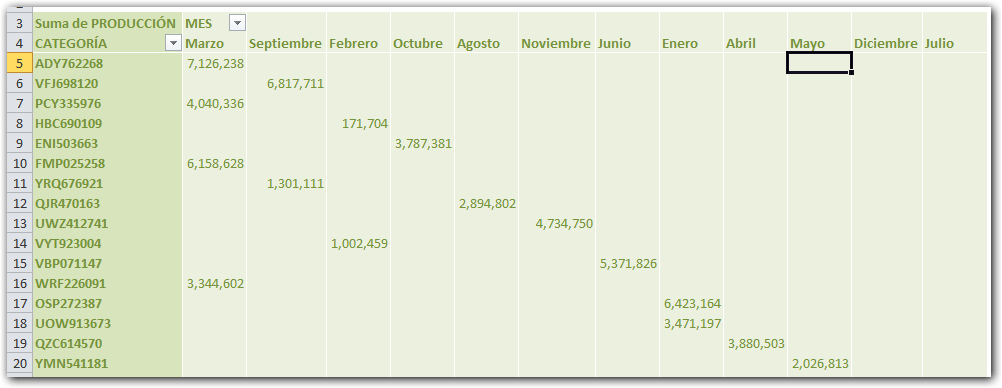 3 Suma de PRODUCCIÓN MES
4 CATEGORÍA Marzo Septiembre Febrero Octubre Agosto Noviembre Junio Enero Abril Mayo Diciembre Julio
5 ADY762268 7,126,238
6 VFJ698120 6,817,711
7 PCY335976 4,040,336
8 HBC690109 171,704
9 ENI503663 3,787,381
10 FMP025258 6,158,628
11 YRQ676921 1,301,111
12 QJR470163 2,894,802
13 UWZ412741 4,734,750
14 VYT923004 1,002,459
15 VBP071147 5,371,826
16 WRF226091 3,344,602
17 OSP272387 6,423,164
18 UOW913673 3,471,197
19 QZC614570 3,880,503
20 YMN541181 2,026,813